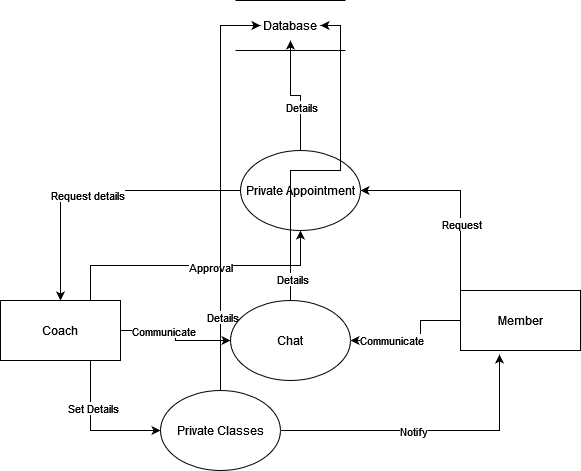 Database
Details
Private Appointment
Request details
Request
Approval
Details
Details
Coach
Communicate
Chat
Communicate
Member
Set Details
Private Classes
Notify